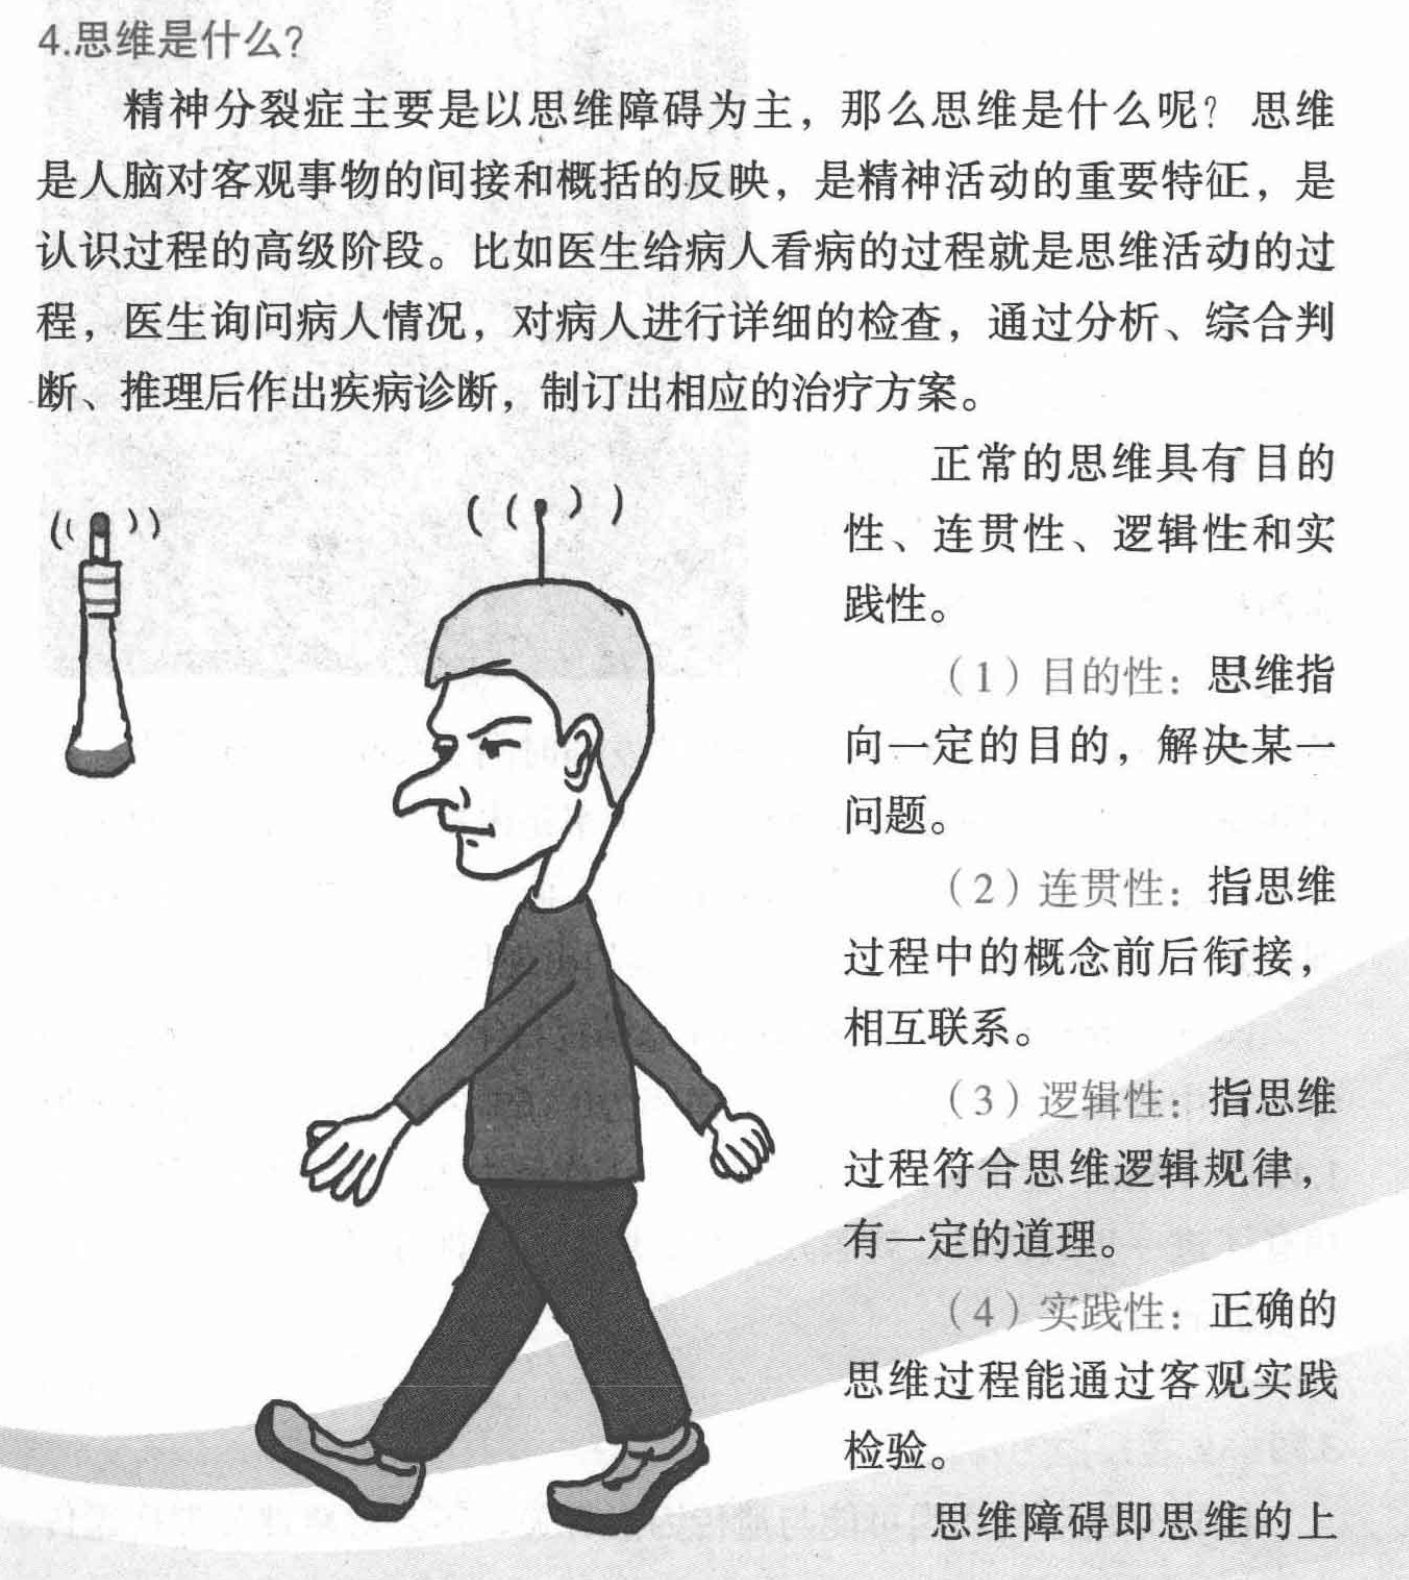 4.思维是什么？
精神分裂症主要是以思维障碍为主，那么思维是什么呢？思维
是人脑对客观事物的间接和概括的反映，是精神活动的重要特征，是
认识过程的高级阶段。比如医生给病人看病的过程就是思维活动的过
程，医生询问病人情况，对病人进行详细的检查，通过分析、综合判
断、推理后作出疾病诊断，制订出相应的治疗方案。
正常的思维具有目的
性、连贯性、逻辑性和实
践性。
（1）目的性：思维指
向一定的目的，解决某一
问题。
（2）连贯性：指思维
过程中的概念前后衔接，
相互联系。
（3）逻辑性：指思维
过程符合思维逻辑规律，
有一定的道理。
（4）实践性：正确的
思维过程能通过客观实践
检验。
思维障碍即思维的上